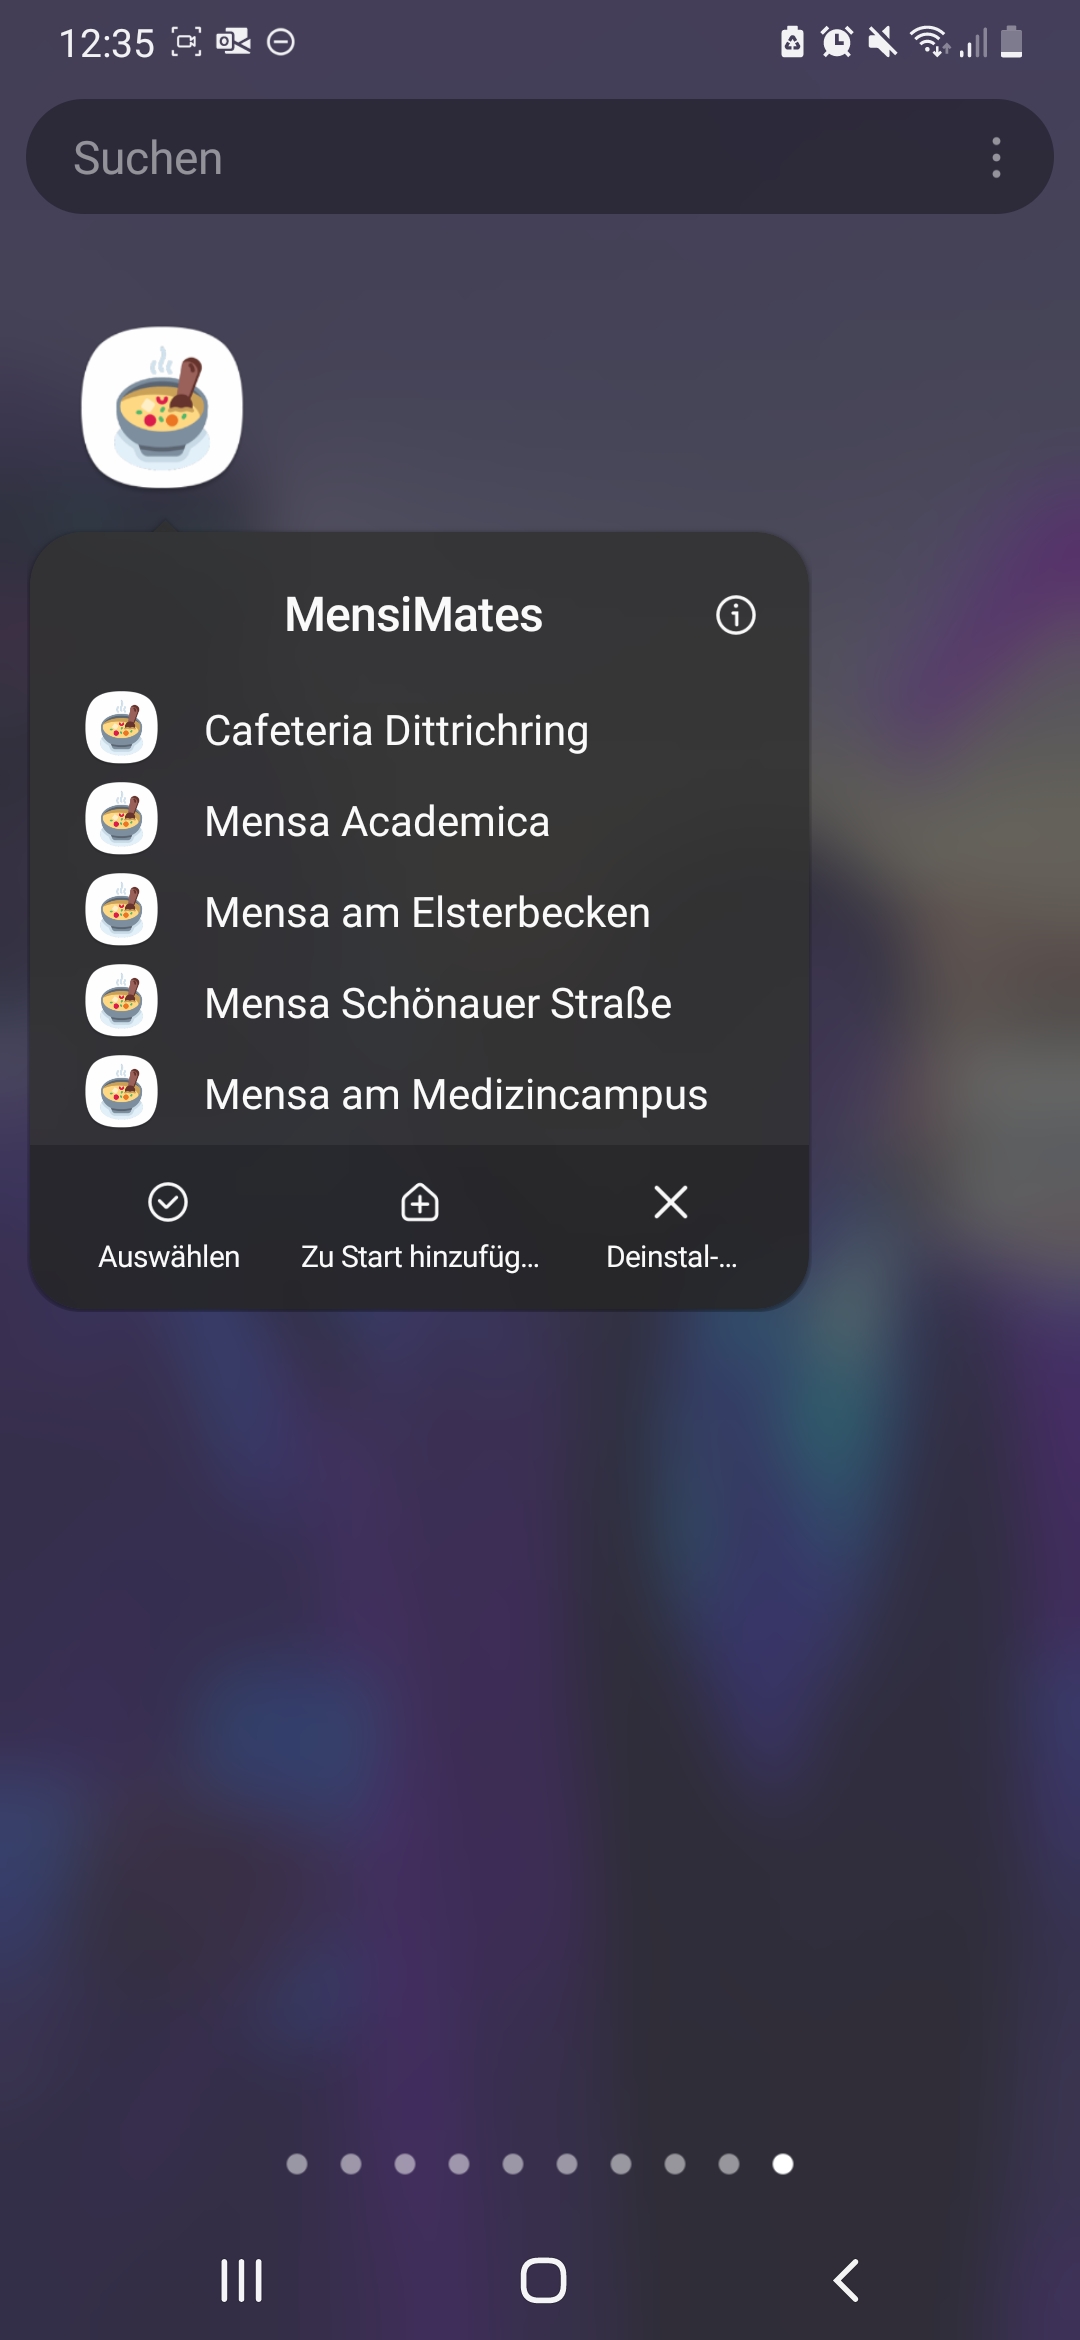 12:35
Suchen
MensiMates
Cafeteria Dittrichring
Mensa Academica
Mensa am Elsterbecken
Mensa Schönauer Straße
Mensa am Medizincampus
Auswählen
Zu Start hinzufüg...
Deinstal-...